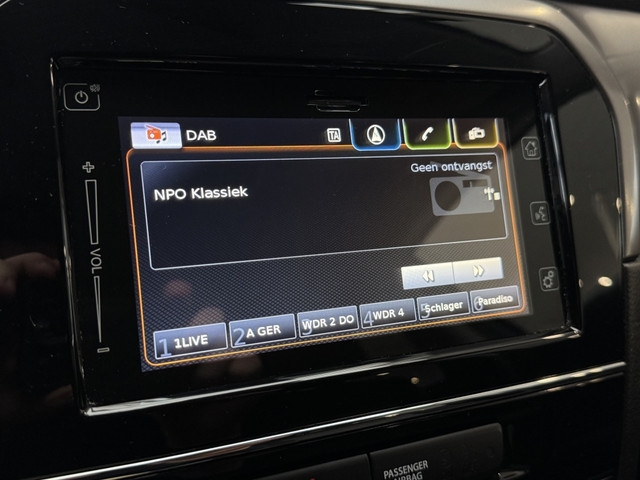 DAB
TA
Geen ontvangst
NPO Klassiek
VOL
1 1LIVE
2 A GER
3 WDR 2 DO
4 WDR 4
5 Schlager
6 Paradiso
PASSENGER
AIRBAG